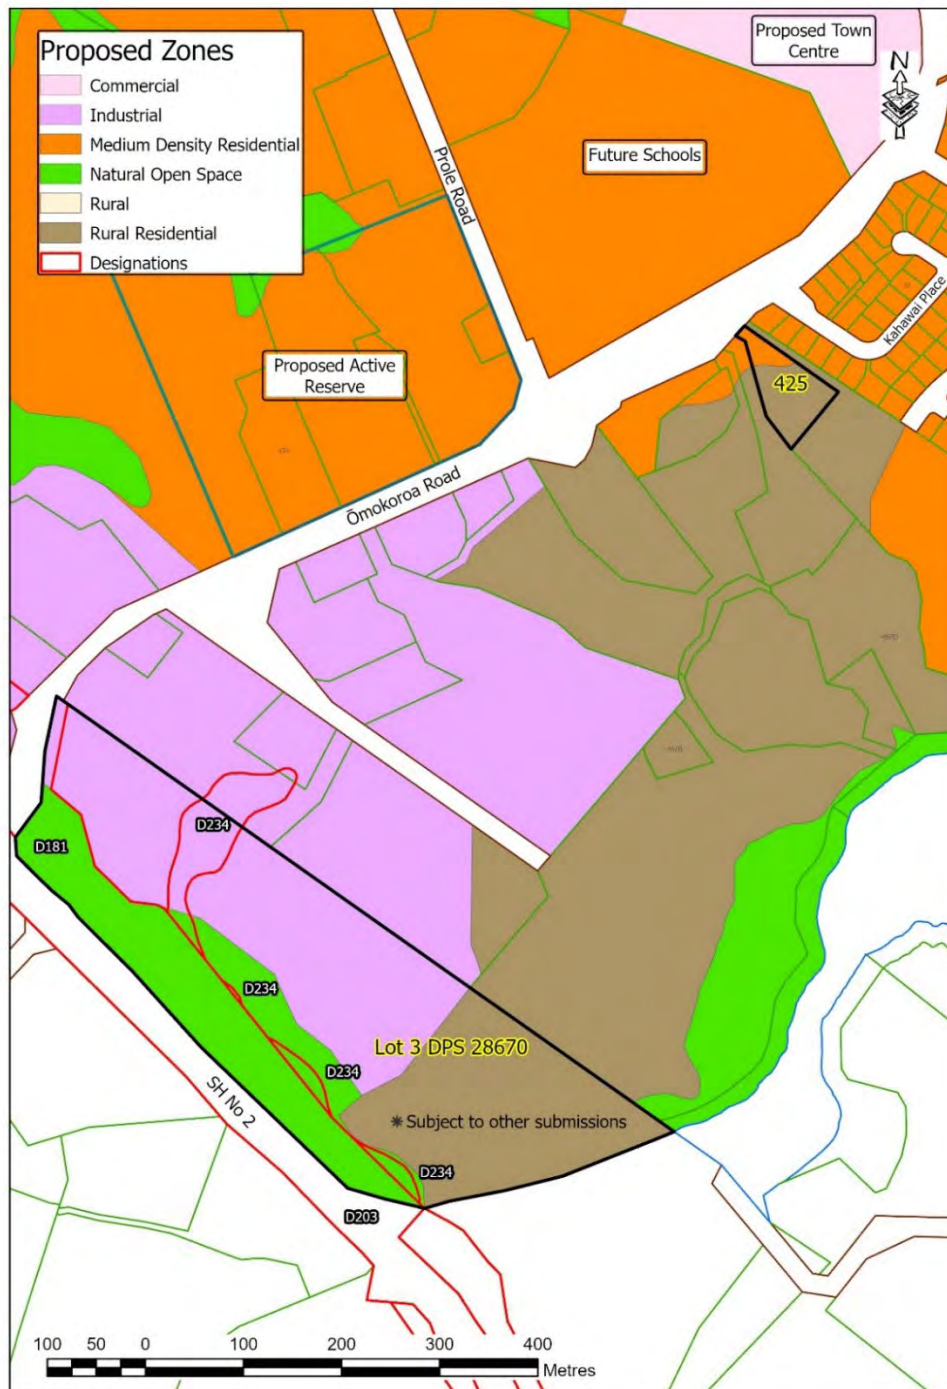 Proposed Zones
Commercial
Industrial
Medium Density Residential
Natural Open Space
Rural
Rural Residential
Designations
Proposed Town
Centre
N
Future Schools
Prole Road
Kahawai Place
Proposed Active
Reserve
425
Ōmokoroa Road
D234
D181
D234
Lot 3 DPS 28670
D234
SH No 2
* Subject to other submissions
D234
D203
100 50 0 100 200 300 400
Metres